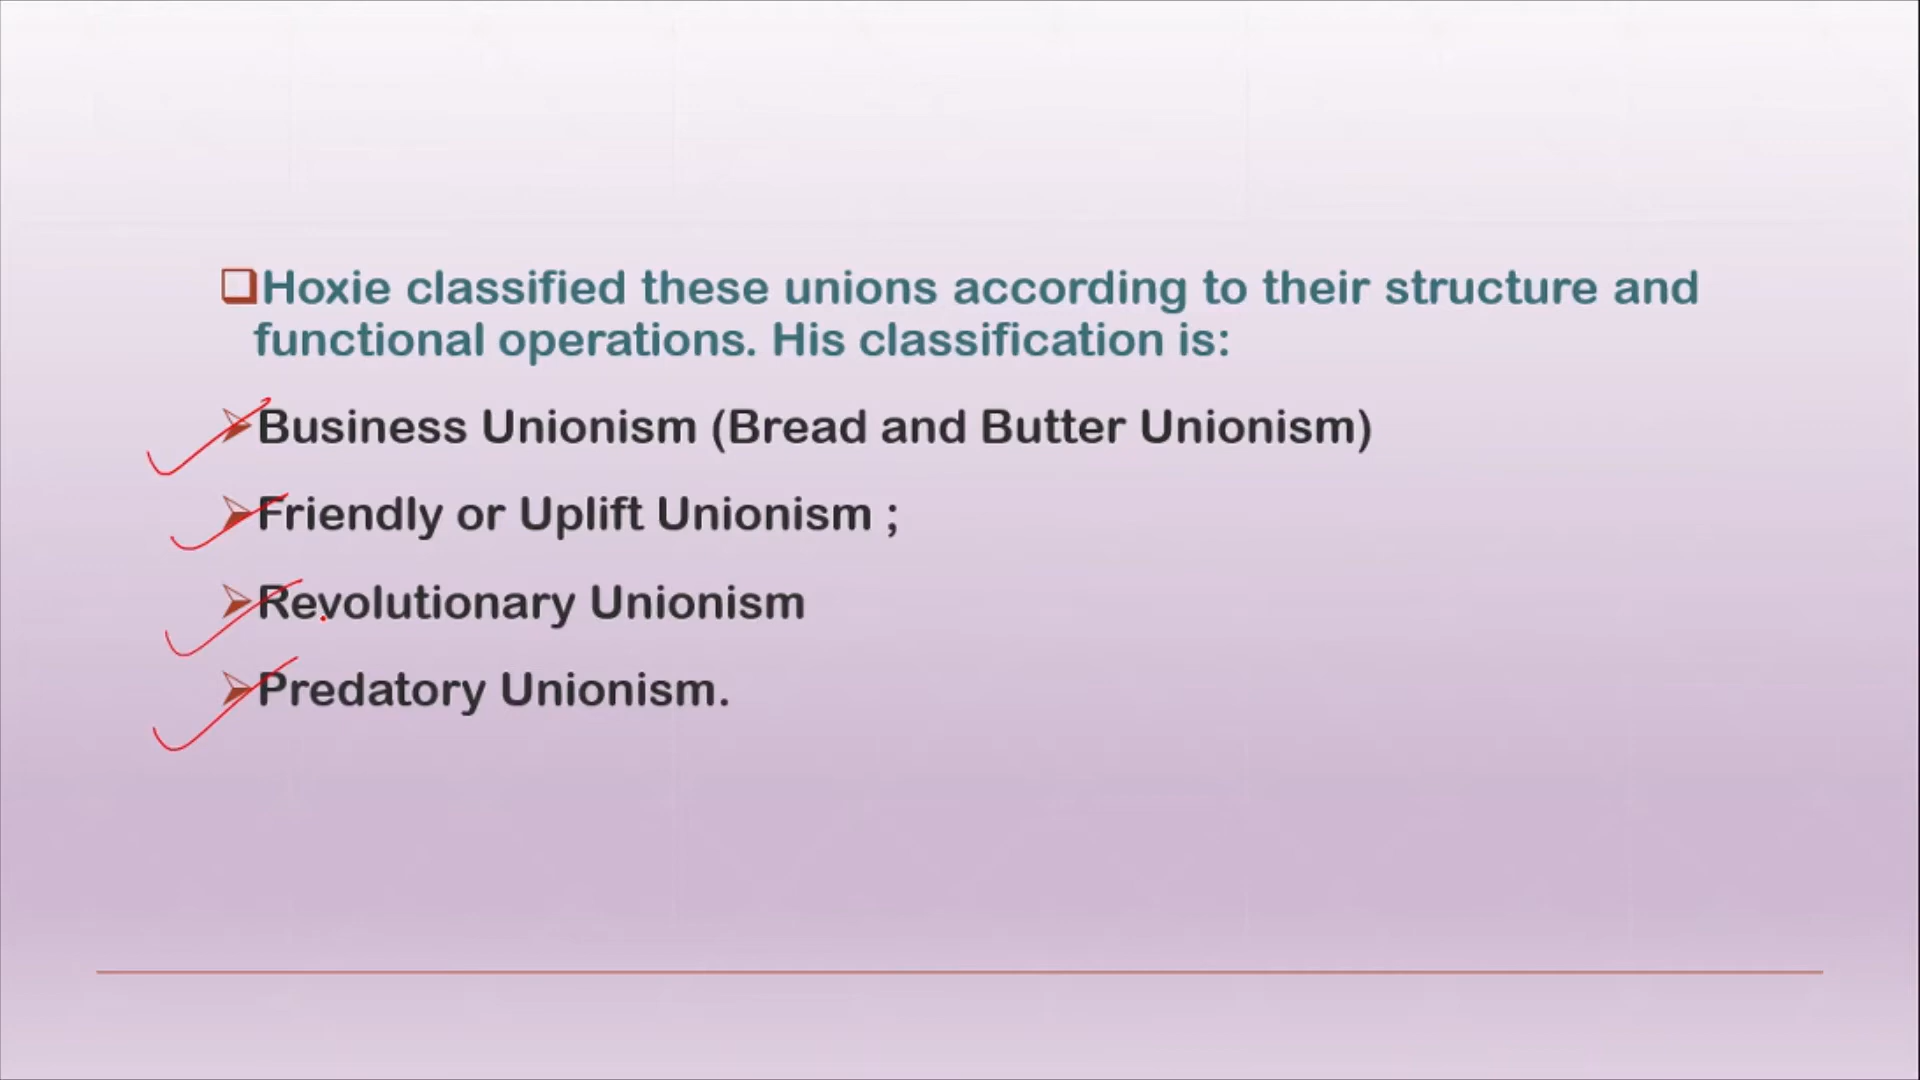 Hoxie classified these unions according to their structure and
functional operations. His classification is:
Business Unionism (Bread and Butter Unionism)
Friendly or Uplift Unionism ;
Revolutionary Unionism
Predatory Unionism.